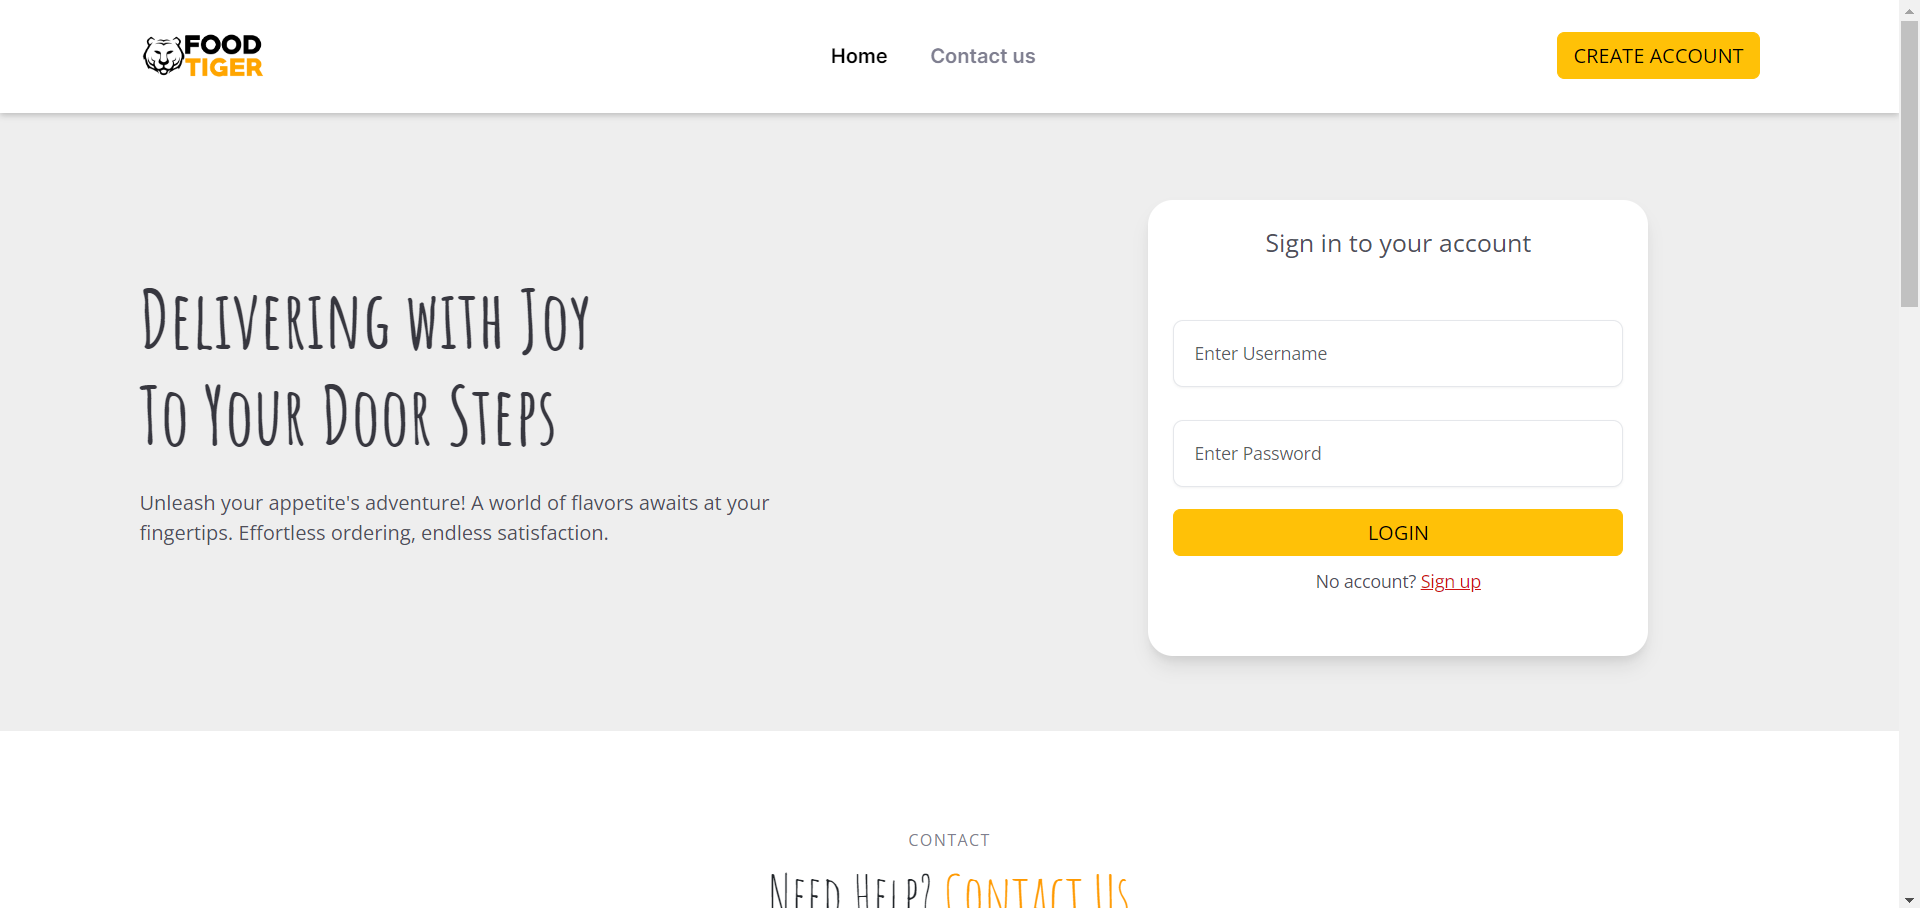 FOOD
TIGER
Home
Contact us
CREATE ACCOUNT
Delivering with Joy
To Your Door Steps
Unleash your appetite's adventure! A world of flavors awaits at your
fingertips. Effortless ordering, endless satisfaction.
Sign in to your account
Enter Username
Enter Password
LOGIN
No account? Sign up
CONTACT
Need Help? Contact Us